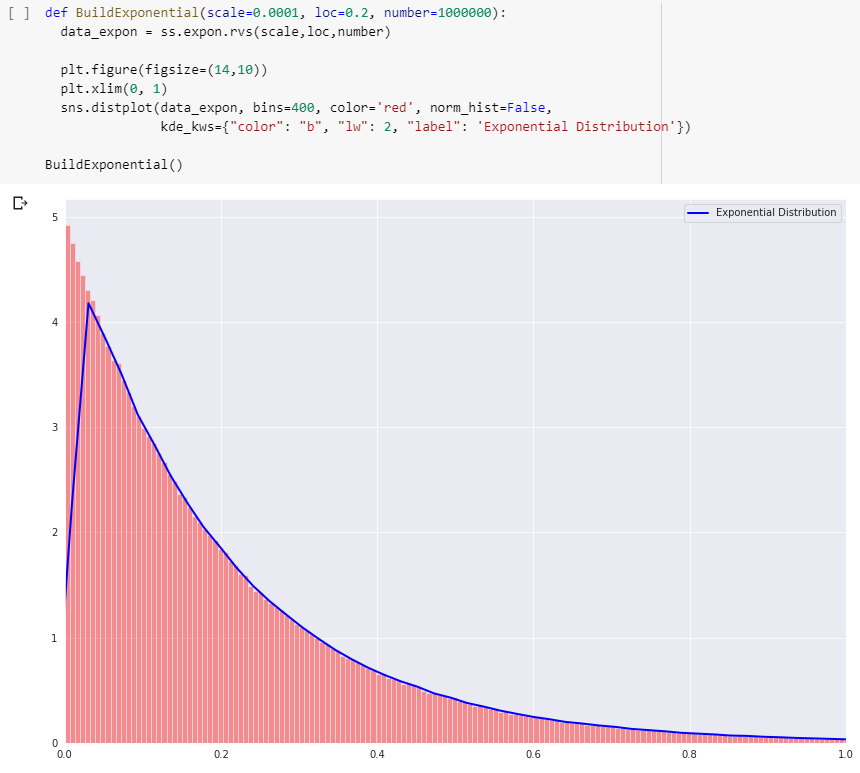 [ ] def BuildExponential(scale=0.0001, loc=0.2, number=1000000):
data_expon = ss.expon.rvs(scale,loc,number)
plt.figure(figsize=(14,10))
plt.xlim(0, 1)
sns.distplot(data_expon, bins=400, color='red', norm_hist=False,
kde_kws={"color": "b", "lw": 2, "label": 'Exponential Distribution'})
BuildExponential()
Exponential Distribution
5
4
3
2
1
0
0.0 0.2 0.4 0.6 0.8 1.0